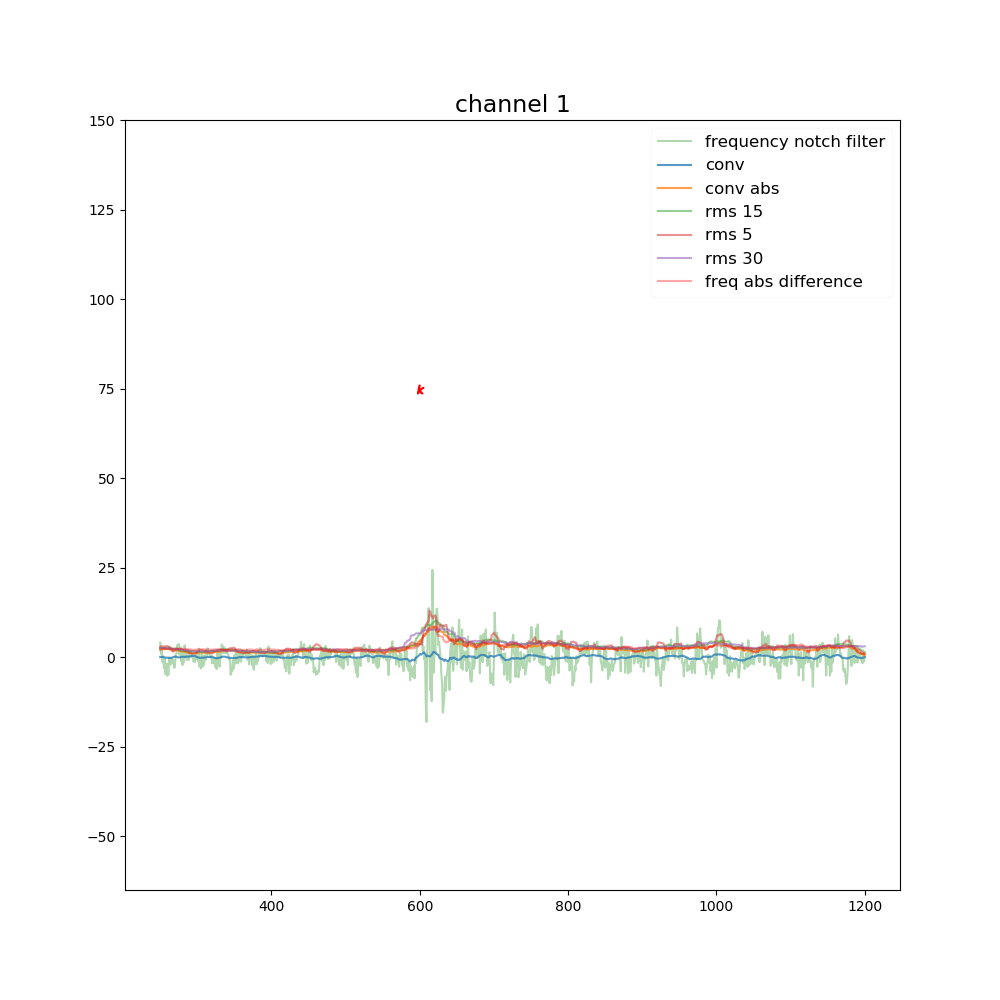 channel 1
150
125
100
75
50
25
0
−25
−50
frequency notch filter
conv
conv abs
rms 15
rms 5
rms 30
freq abs difference
k
400 600 800 1000 1200